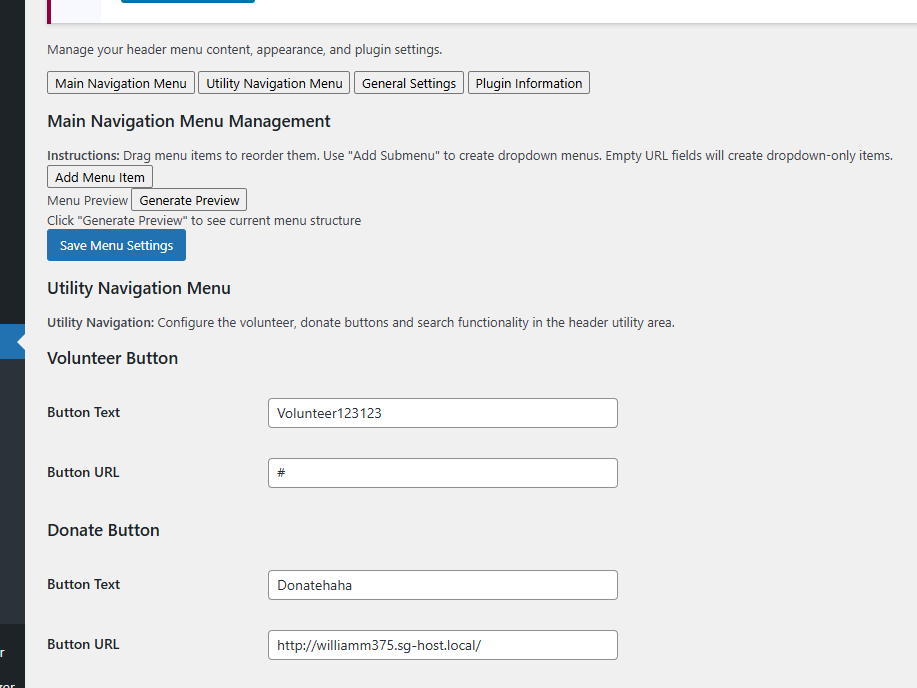 Manage your header menu content, appearance, and plugin settings.
Main Navigation Menu Utility Navigation Menu General Settings Plugin Information
Main Navigation Menu Management
Instructions: Drag menu items to reorder them. Use "Add Submenu" to create dropdown menus. Empty URL fields will create dropdown-only items.
Add Menu Item
Menu Preview Generate Preview
Click "Generate Preview" to see current menu structure
Save Menu Settings
Utility Navigation Menu
Utility Navigation: Configure the volunteer, donate buttons and search functionality in the header utility area.
Volunteer Button
Button Text Volunteer123123
Button URL #
Donate Button
Button Text Donatehaha
Button URL http://williamm375.sg-host.local/